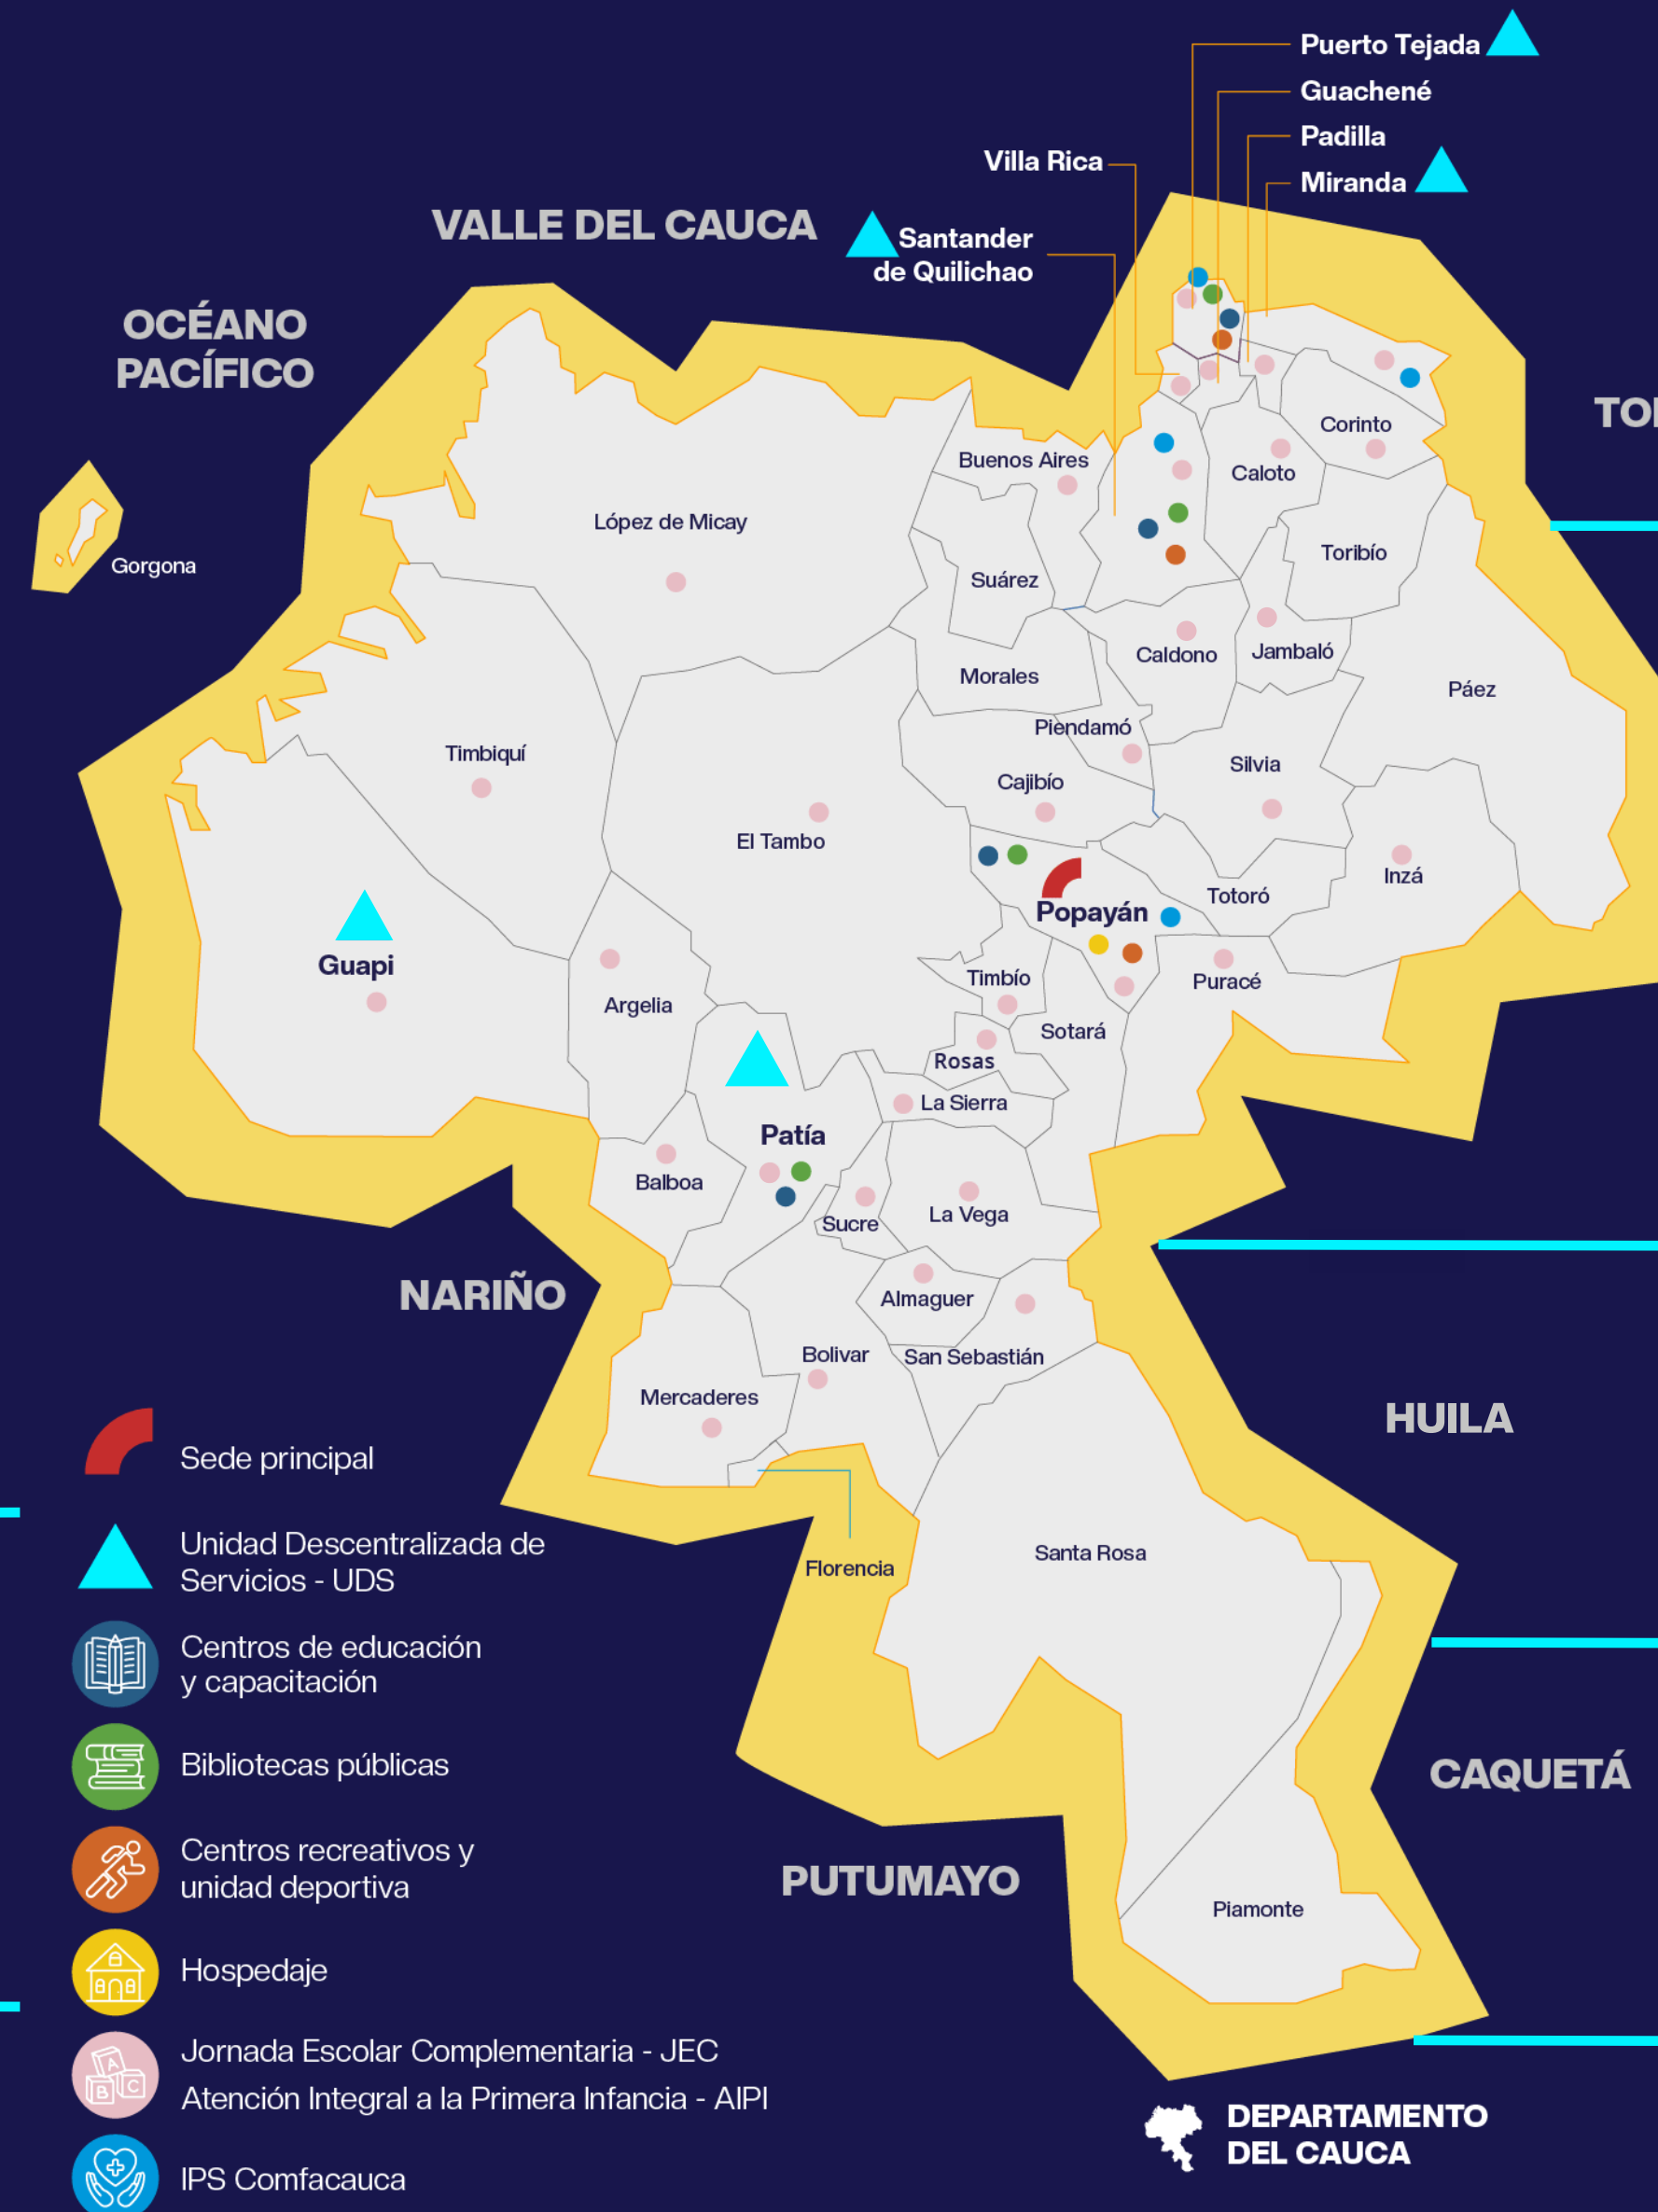 Puerto Tejada
Guachené
Padilla
Miranda
Villa Rica
VALLE DEL CAUCA
Santander
de Quilichao
OCÉANO
PACÍFICO
Gorgona
López de Micay
Buenos Aires
Suárez
Morales
Corinto
Caloto
Toribío
Caldono
Jambaló
Páez
Piendamó
Silvia
Timbiquí
Cajibío
El Tambo
Inzá
Totoró
Popayán
Guapi
Argelia
Timbío
Puracé
Sotará
Rosas
La Sierra
Patía
Balboa
Sucre
La Vega
NARIÑO
Almaguer
Bolivar
San Sebastián
Mercaderes
HUILA
Florencia
Santa Rosa
CAQUETÁ
PUTUMAYO
Piamonte
Sede principal
Unidad Descentralizada de
Servicios - UDS
Centros de educación
y capacitación
Bibliotecas públicas
Centros recreativos y
unidad deportiva
Hospedaje
A
B C
Jornada Escolar Complementaria - JEC
Atención Integral a la Primera Infancia - AIPI
IPS Comfacauca
DEPARTAMENTO
DEL CAUCA